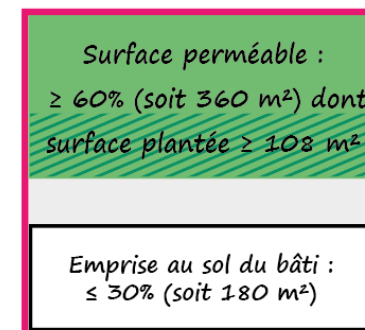 Surface perméable :
≥ 60% (soit 360 m²) dont
surface plantée ≥ 108 m²
Emprise au sol du bâti :
≤ 30% (soit 180 m²)